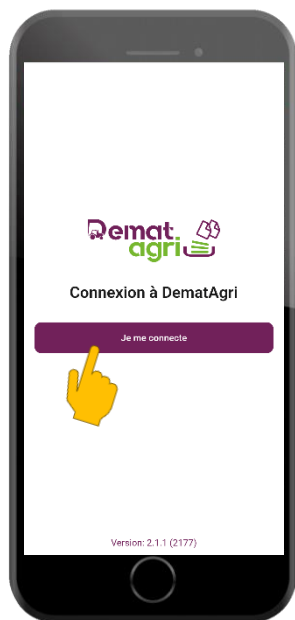 Demat
agri
Connexion à DematAgri
Je me connecte
Version: 2.1.1 (2177)